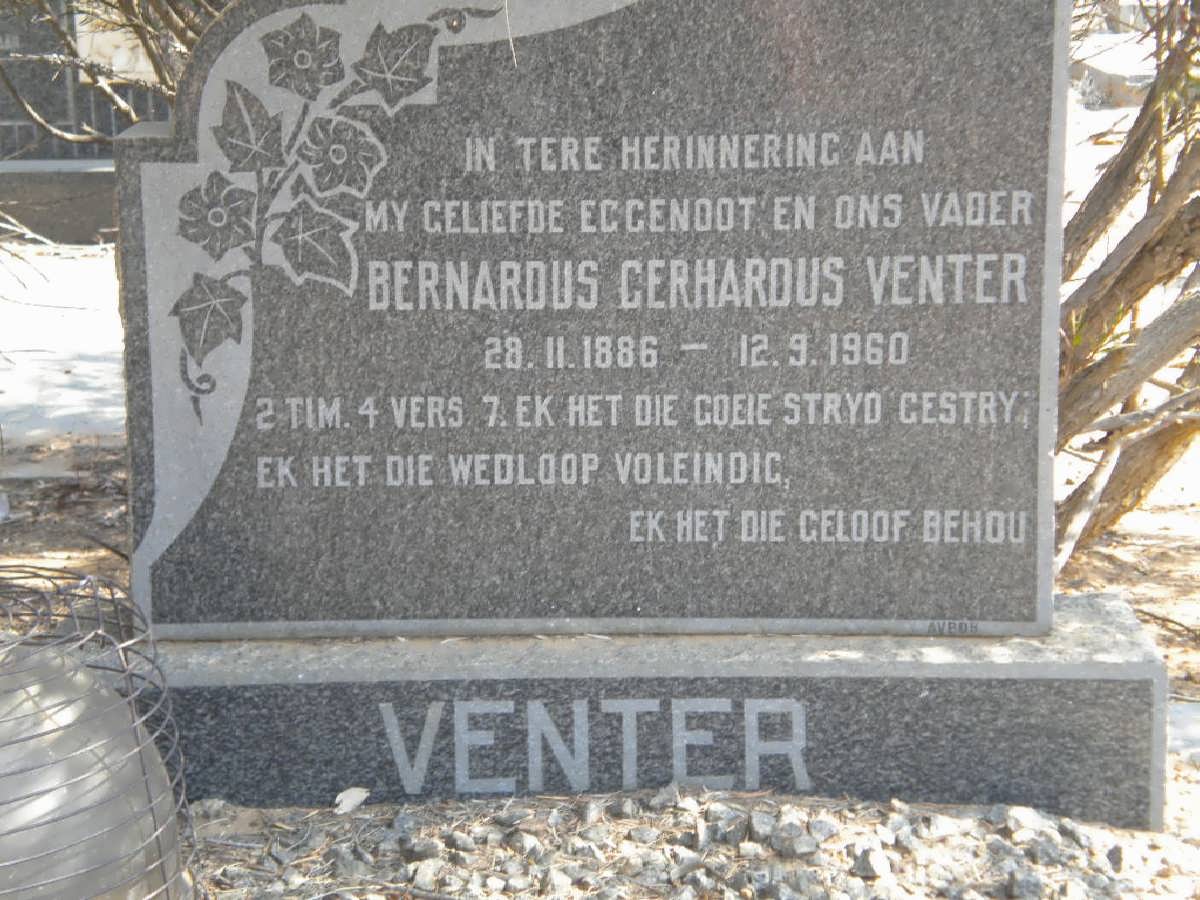 IN TERE HERINNERING AAN
MY GELIEFDE EGGENOOT EN ONS VADER
BERNARDUS GERHARDUS VENTER
28.11.1886 — 12.9.1960
2 TIM. 4 VERS 7. EK HET DIE GOEIE STRYD GESTRY,
EK HET DIE WEDLOOP VOLEINDIG,
EK HET DIE GELOOF BEHOU
AVBOB
VENTER